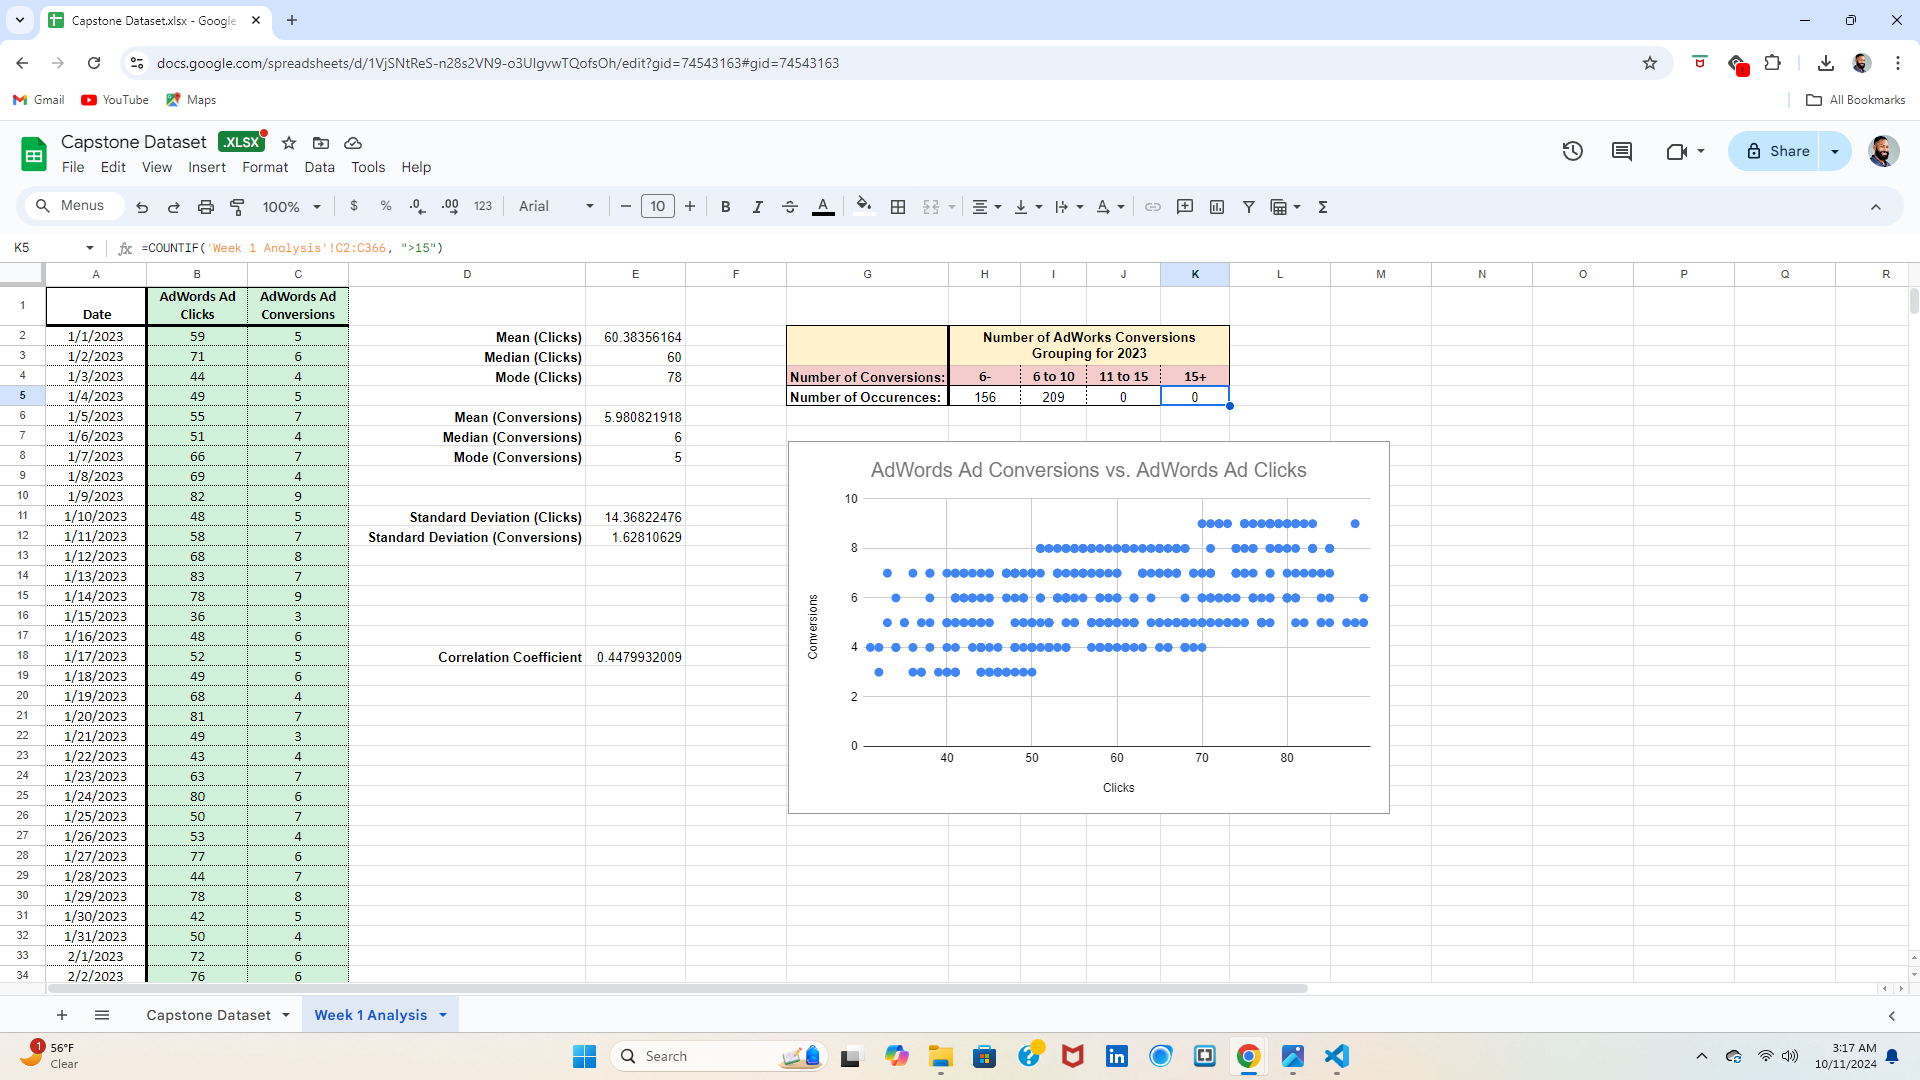 Capstone Dataset.xlsx - Google
docs.google.com/spreadsheets/d/1VjSNtReS-n28s2VN9-o3UIgvwTQofsOh/edit?gid=74543163#gid=74543163
Gmail YouTube Maps All Bookmarks
Capstone Dataset .XLSX
File Edit View Insert Format Data Tools Help
Share
Menus 100% $ % .0 .00 123 Arial 10 B I A
K5 fx =COUNTIF('Week 1 Analysis'!C2:C366, ">15")
A B C D E F G H I J K L M N O P Q R
1 Date AdWords Ad Clicks AdWords Ad Conversions
2 1/1/2023 59 5 Mean (Clicks) 60.38356164 Number of AdWorks Conversions
3 1/2/2023 71 6 Median (Clicks) 60 Grouping for 2023
4 1/3/2023 44 4 Mode (Clicks) 78 Number of Conversions: 6- 6 to 10 11 to 15 15+
5 1/4/2023 49 5 Number of Occurences: 156 209 0 0
6 1/5/2023 55 7 Mean (Conversions) 5.980821918
7 1/6/2023 51 4 Median (Conversions) 6
8 1/7/2023 66 7 Mode (Conversions) 5
9 1/8/2023 69 4
10 1/9/2023 82 9
11 1/10/2023 48 5 Standard Deviation (Clicks) 14.36822476
12 1/11/2023 58 7 Standard Deviation (Conversions) 1.62810629
13 1/12/2023 68 8
14 1/13/2023 83 7
15 1/14/2023 78 9
16 1/15/2023 36 3
17 1/16/2023 48 6
18 1/17/2023 52 5 Correlation Coefficient 0.4479932009
19 1/18/2023 49 6
20 1/19/2023 68 4
21 1/20/2023 81 7
22 1/21/2023 49 3
23 1/22/2023 43 4
24 1/23/2023 63 7
25 1/24/2023 80 6
26 1/25/2023 50 7
27 1/26/2023 53 4
28 1/27/2023 77 6
29 1/28/2023 44 7
30 1/29/2023 78 8
31 1/30/2023 42 5
32 1/31/2023 50 4
33 2/1/2023 72 6
34 2/2/2023 76 6
AdWords Ad Conversions vs. AdWords Ad Clicks
10
8
6
4
2
0
Conversions
40 50 60 70 80
Clicks
Capstone Dataset Week 1 Analysis
1 56°F
Clear
Search
3:17 AM
10/11/2024